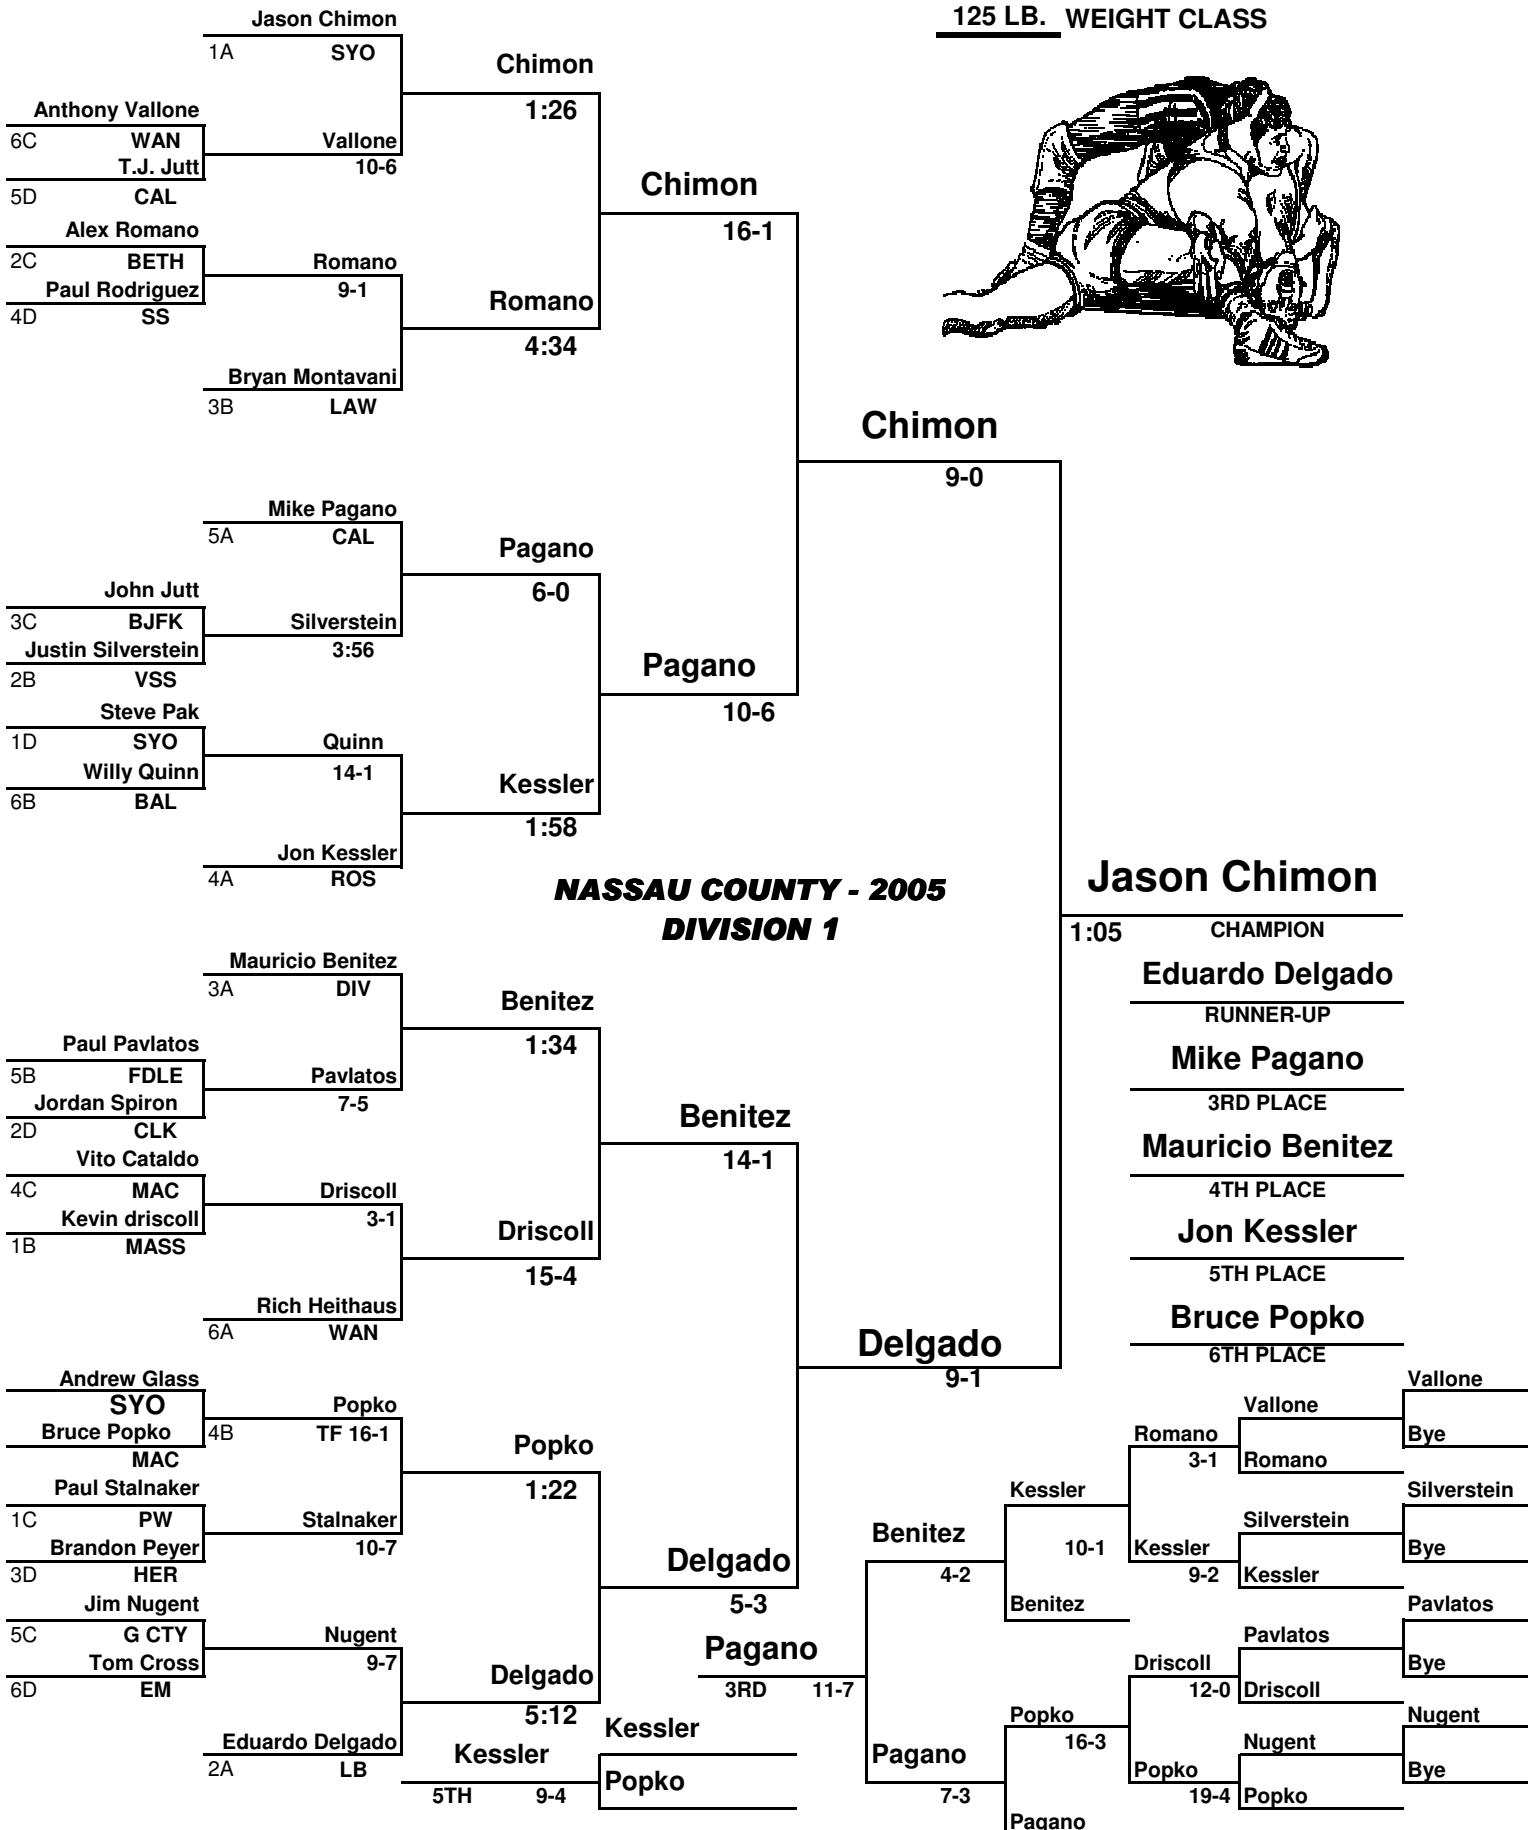 125 LB. WEIGHT CLASS
Jason Chimon
1A SYO
Chimon
1:26
Anthony Vallone
6C WAN
Vallone
T.J. Jutt
10-6
5D CAL
Chimon
16-1
Alex Romano
2C BETH
Romano
Paul Rodriguez
9-1
4D SS
Romano
4:34
Bryan Montavani
3B LAW
Chimon
9-0
Mike Pagano
5A CAL
Pagano
6-0
John Jutt
3C BJFK
Silverstein
Justin Silverstein
3:56
2B VSS
Pagano
10-6
Steve Pak
1D SYO
Quinn
Willy Quinn
14-1
6B BAL
Kessler
1:58
Jon Kessler
4A ROS
NASSAU COUNTY - 2005
DIVISION 1
Jason Chimon
1:05 CHAMPION
Eduardo Delgado
RUNNER-UP
Mike Pagano
3RD PLACE
Mauricio Benitez
4TH PLACE
Jon Kessler
5TH PLACE
Bruce Popko
6TH PLACE
Mauricio Benitez
3A DIV
Benitez
1:34
Paul Pavlatos
5B FDLE
Pavlatos
Jordan Spiron
7-5
2D CLK
Benitez
14-1
Vito Cataldo
4C MAC
Driscoll
Kevin driscoll
3-1
1B MASS
Driscoll
15-4
Rich Heithaus
6A WAN
Delgado
9-1
Andrew Glass
SYO
Popko
Bruce Popko
4B TF 16-1
MAC
Popko
1:22
Paul Stalnaker
1C PW
Stalnaker
Brandon Peyer
10-7
3D HER
Delgado
5-3
Jim Nugent
5C G CTY
Nugent
Tom Cross
9-7
6D EM
Delgado
5:12
Eduardo Delgado
2A LB
Kessler
5TH 9-4
Kessler
Popko
Pagano
3RD 11-7
Benitez
4-2
Pagano
7-3
Kessler
10-1
Benitez
Popko
16-3
Pagano
Romano
3-1
Kessler
9-2
Driscoll
12-0
Popko
19-4
Vallone
Romano
Silverstein
Kessler
Pavlatos
Driscoll
Nugent
Popko
Vallone
Bye
Silverstein
Bye
Pavlatos
Bye
Nugent
Bye